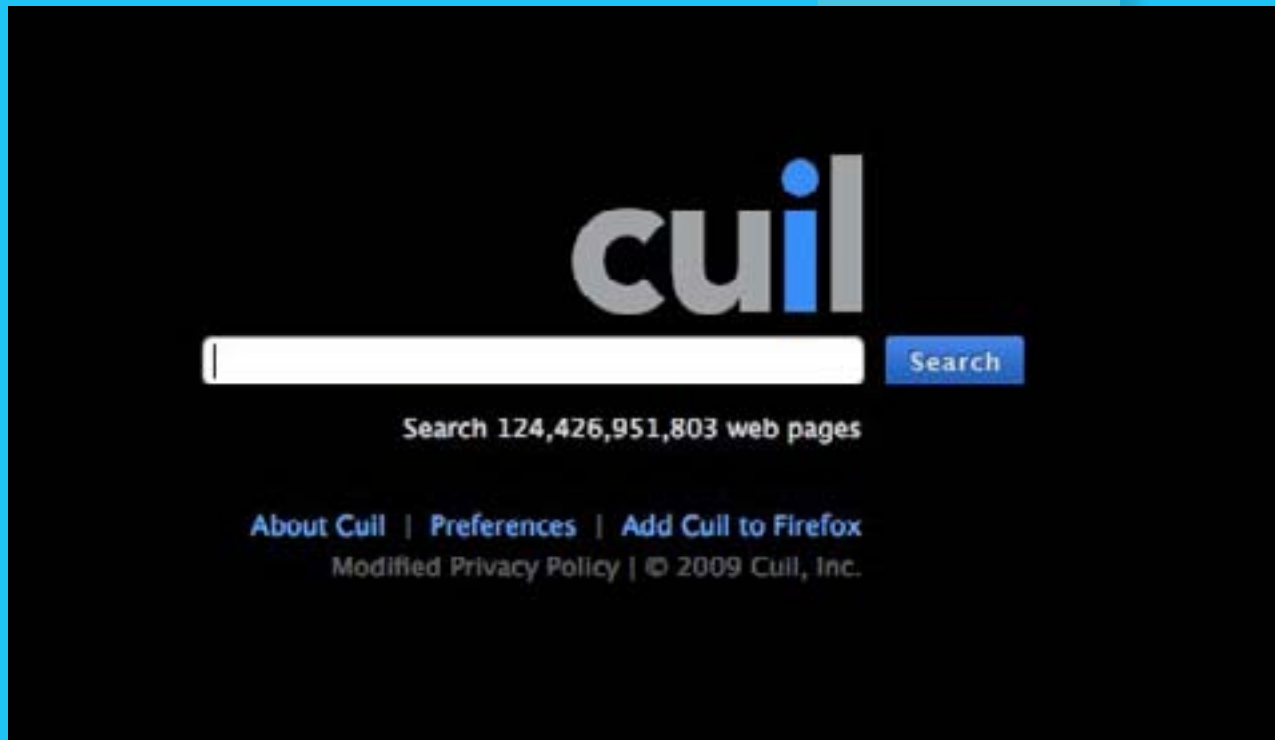 cuil
Search
Search 124,426,951,803 web pages
About Cuil | Preferences | Add Cuil to Firefox
Modified Privacy Policy | © 2009 Cuil, Inc.